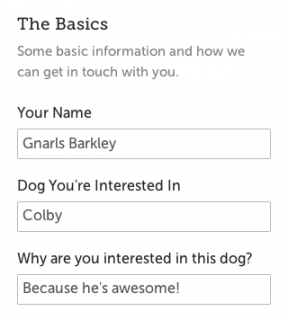 The Basics
Some basic information and how we
can get in touch with you.
Your Name
Gnarls Barkley
Dog You're Interested In
Colby
Why are you interested in this dog?
Because he's awesome!